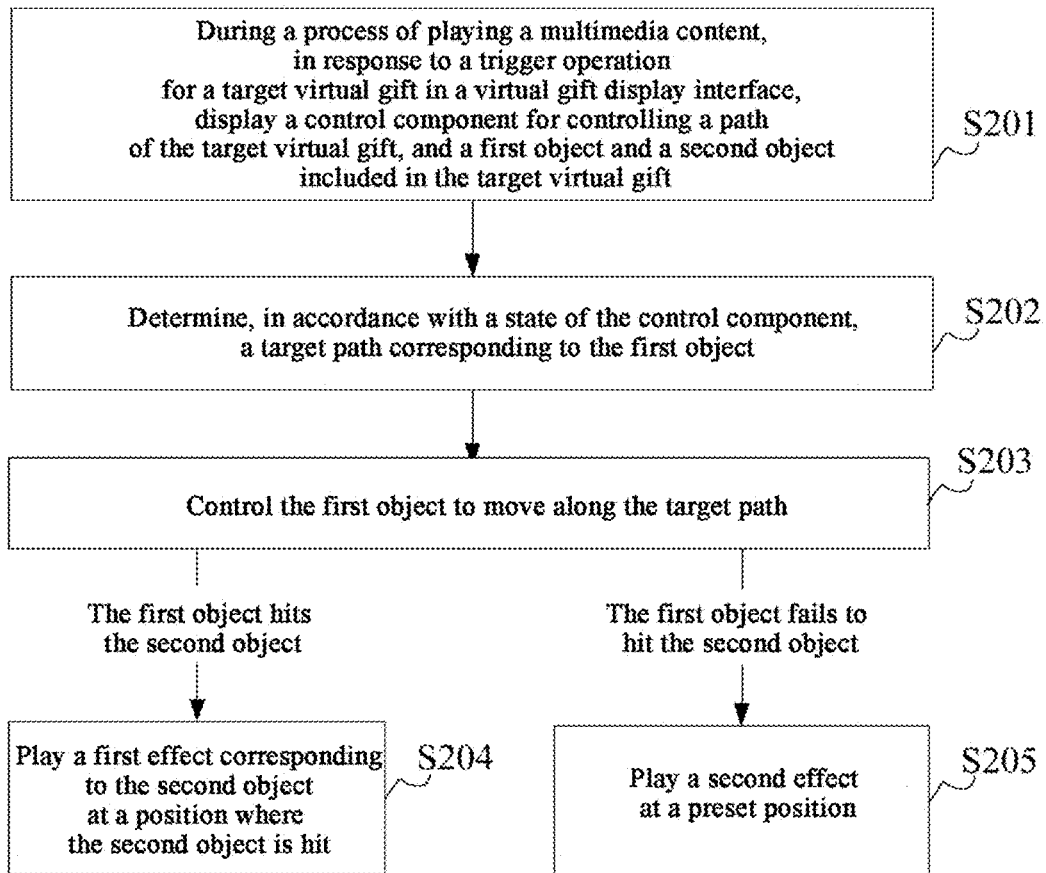 During a process of playing a multimedia content,
in response to a trigger operation
for a target virtual gift in a virtual gift display interface,
display a control component for controlling a path
of the target virtual gift, and a first object and a second object
included in the target virtual gift
S201
Determine, in accordance with a state of the control component,
a target path corresponding to the first object
S202
Control the first object to move along the target path
S203
The first object hits
the second object
The first object fails to
hit the second object
Play a first effect corresponding
to the second object
at a position where
the second object is hit
S204
Play a second effect
at a preset position
S205